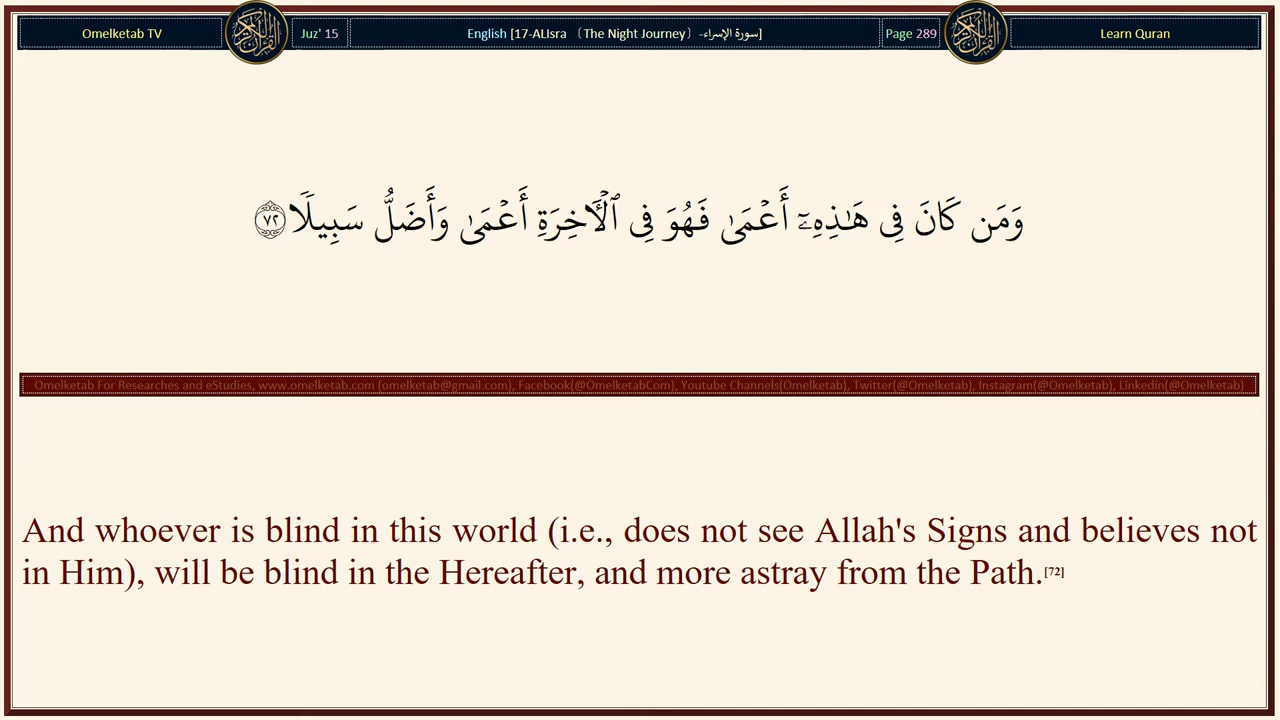 Omelketab TV
Juz' 15
English [17-ALIsra 〔The Night Journey〕 -سورة الإسراء]
Page 289
Learn Quran
وَمَن كَانَ فِى هَـٰذِهِۦٓ أَعْمَىٰ فَهُوَ فِى ٱلْـَٔاخِرَةِ أَعْمَىٰ وَأَضَلُّ سَبِيلًا ٧٢
Omelketab For Researches and eStudies, www.omelketab.com (omelketab@gmail.com), Facebook(@OmelketabCom), Youtube Channels(Omelketab), Twitter(@Omelketab), Instagram(@Omelketab), Linkedin(@Omelketab)
And whoever is blind in this world (i.e., does not see Allah's Signs and believes not
in Him), will be blind in the Hereafter, and more astray from the Path.[72]